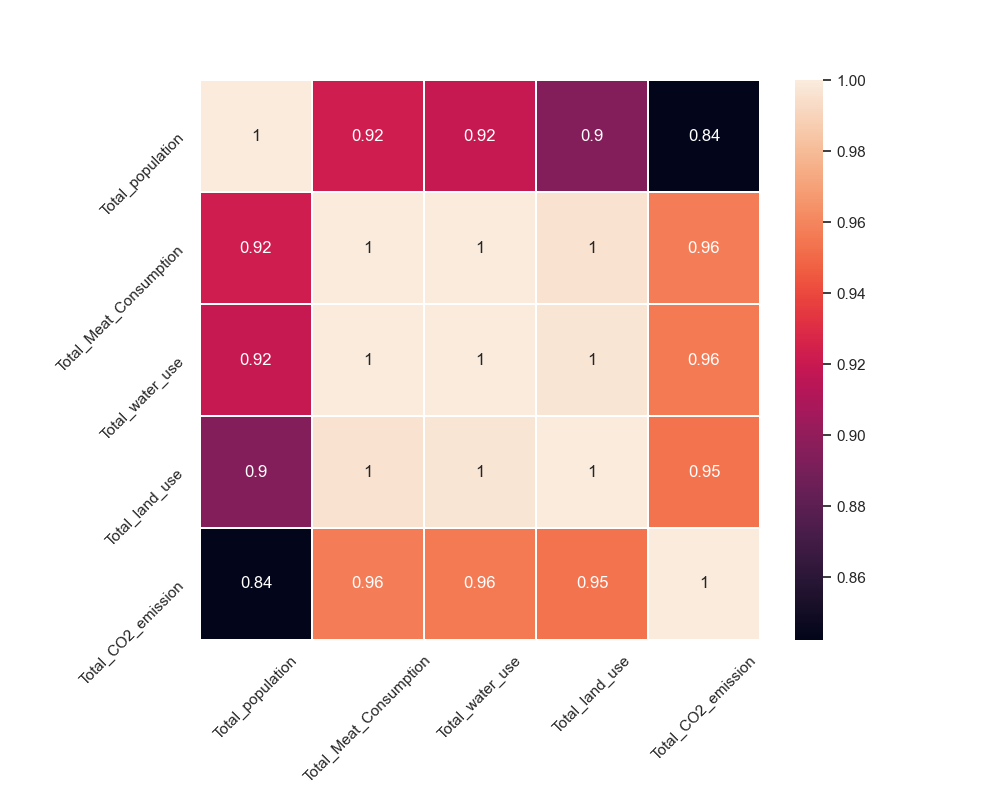 Total_population 1 0.92 0.92 0.9 0.84
Total_Meat_Consumption 0.92 1 1 1 0.96
Total_water_use 0.92 1 1 1 0.96
Total_land_use 0.9 1 1 1 0.95
Total_CO2_emission 0.84 0.96 0.96 0.95 1
Total_population Total_Meat_Consumption Total_water_use Total_land_use Total_CO2_emission
1.00
0.98
0.96
0.94
0.92
0.90
0.88
0.86